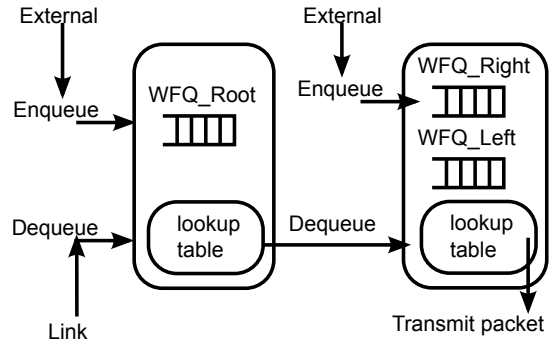 External
Enqueue
WFQ_Root
Dequeue
lookup
table
Link
External
Enqueue
WFQ_Right
WFQ_Left
Dequeue
lookup
table
Transmit packet